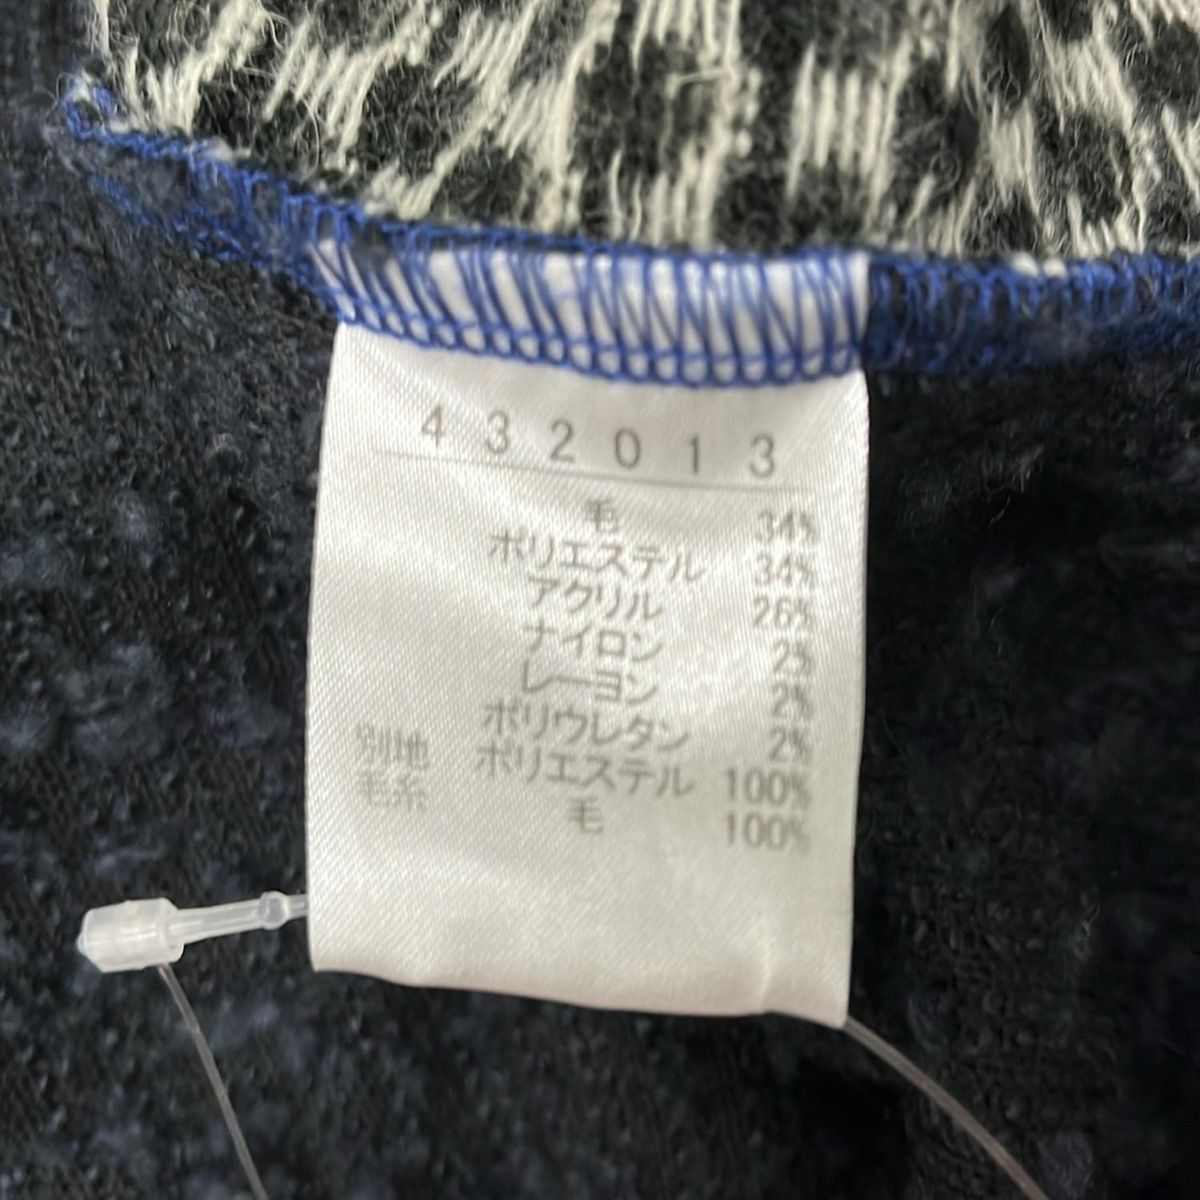 432013
毛 34%
ポリエステル 34%
アクリル 26%
ナイロン 2%
レーヨン 2%
ポリウレタン 2%
別地 ポリエステル 100%
毛糸 毛 100%